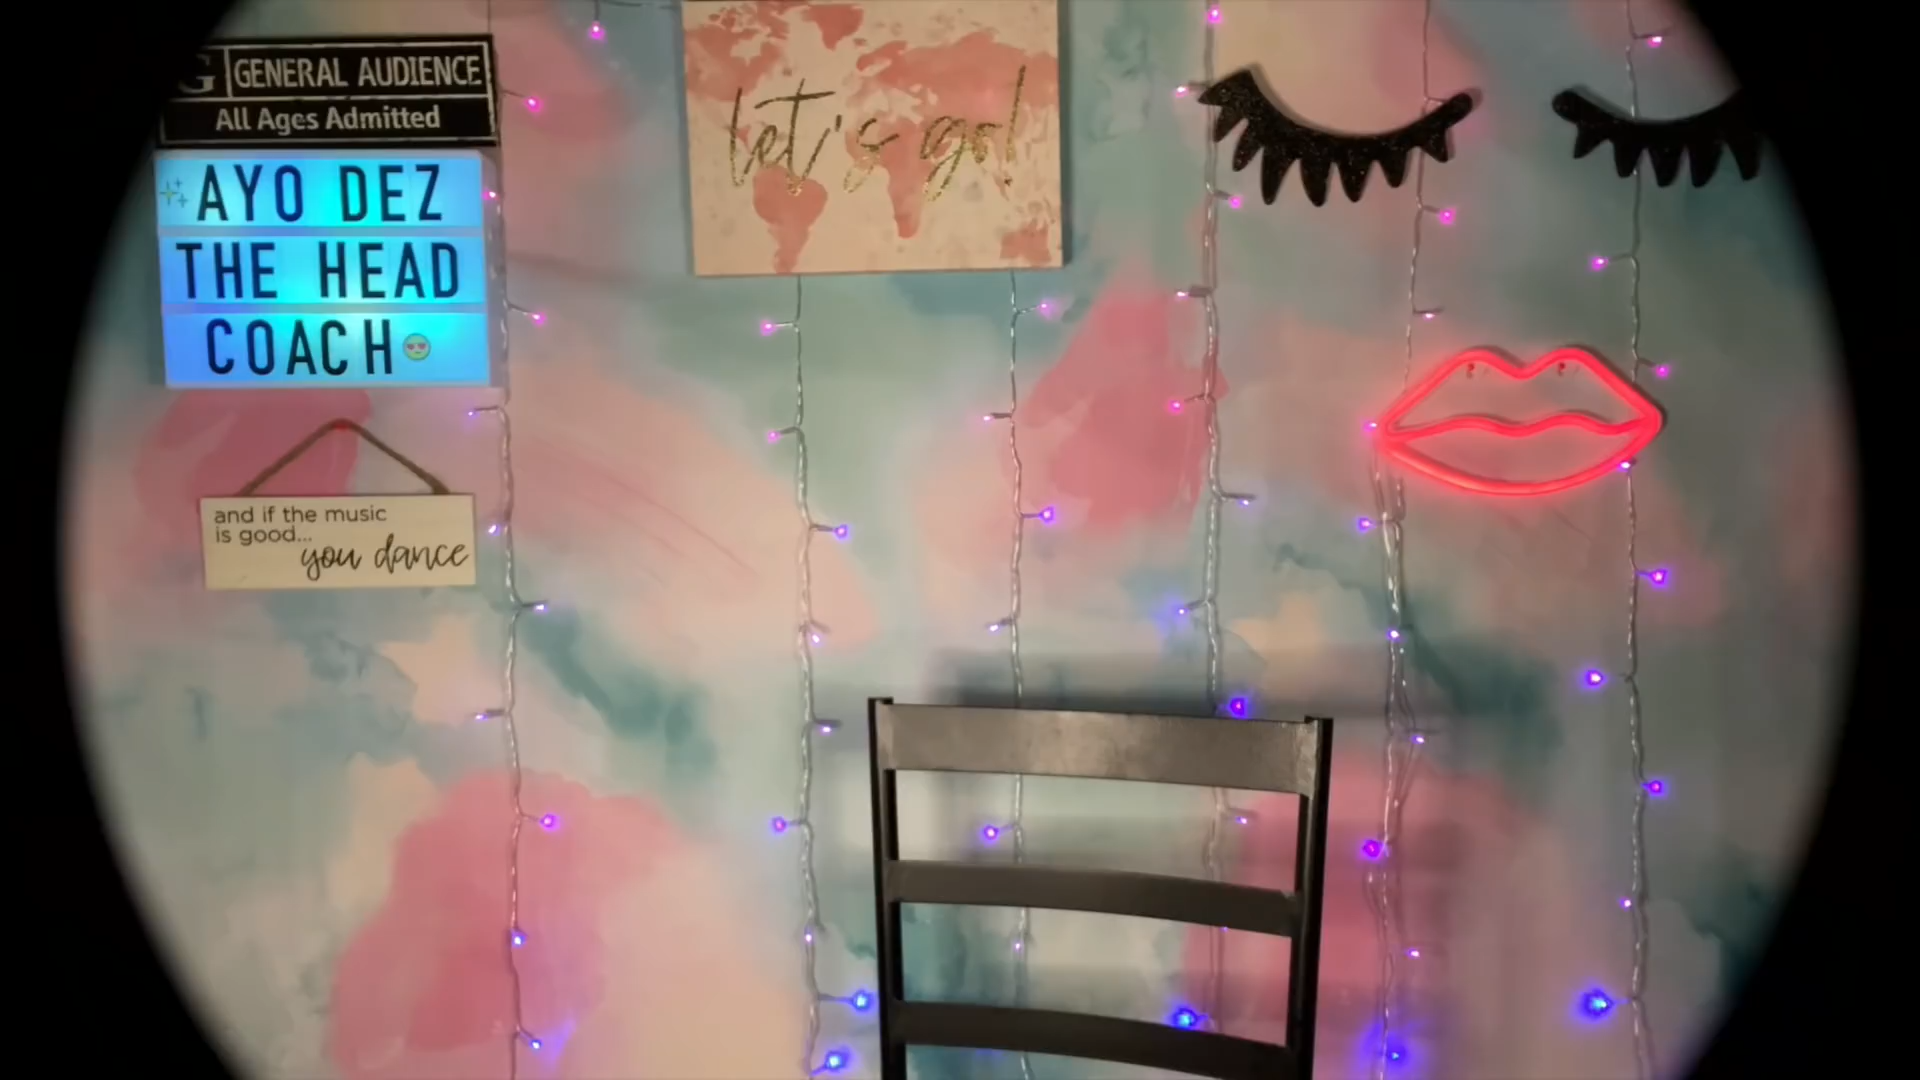 G GENERAL AUDIENCE
All Ages Admitted
AYO DEZ
THE HEAD
COACH
let's go!
and if the music
is good...
you dance